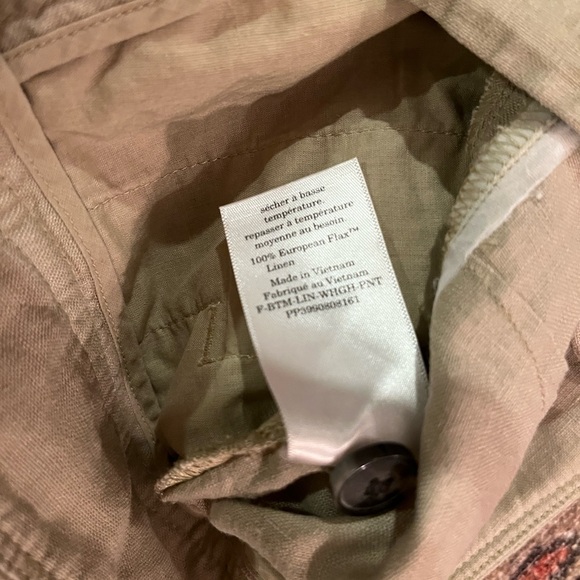 sécher à basse
température.
repasser à température
moyenne au besoin.
100% European Flax™
Linen
Made in Vietnam
Fabriqué au Vietnam
F-BTM-LIN-WHGH-PNT
PP3990808161